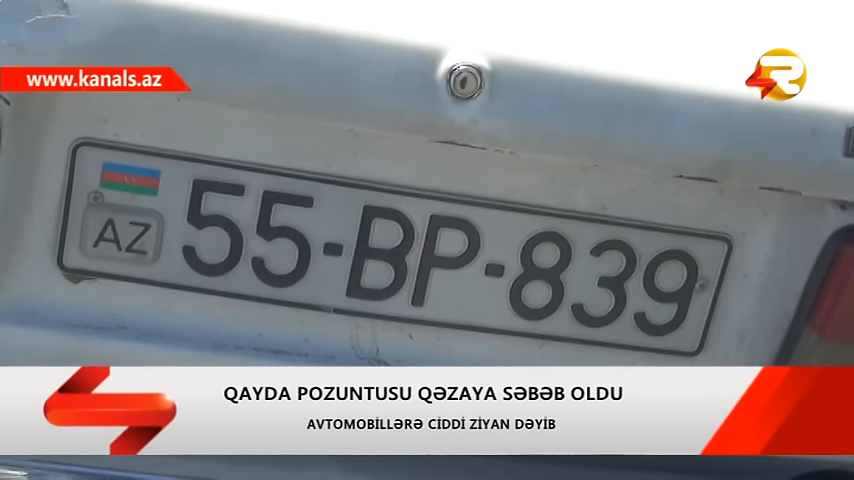 www.kanals.az
AZ
55-BP-839
QAYDA POZUNTUSU QƏZAYA SƏBƏB OLDU
AVTOMOBİLLƏRƏ CİDDİ ZİYAN DƏYİB